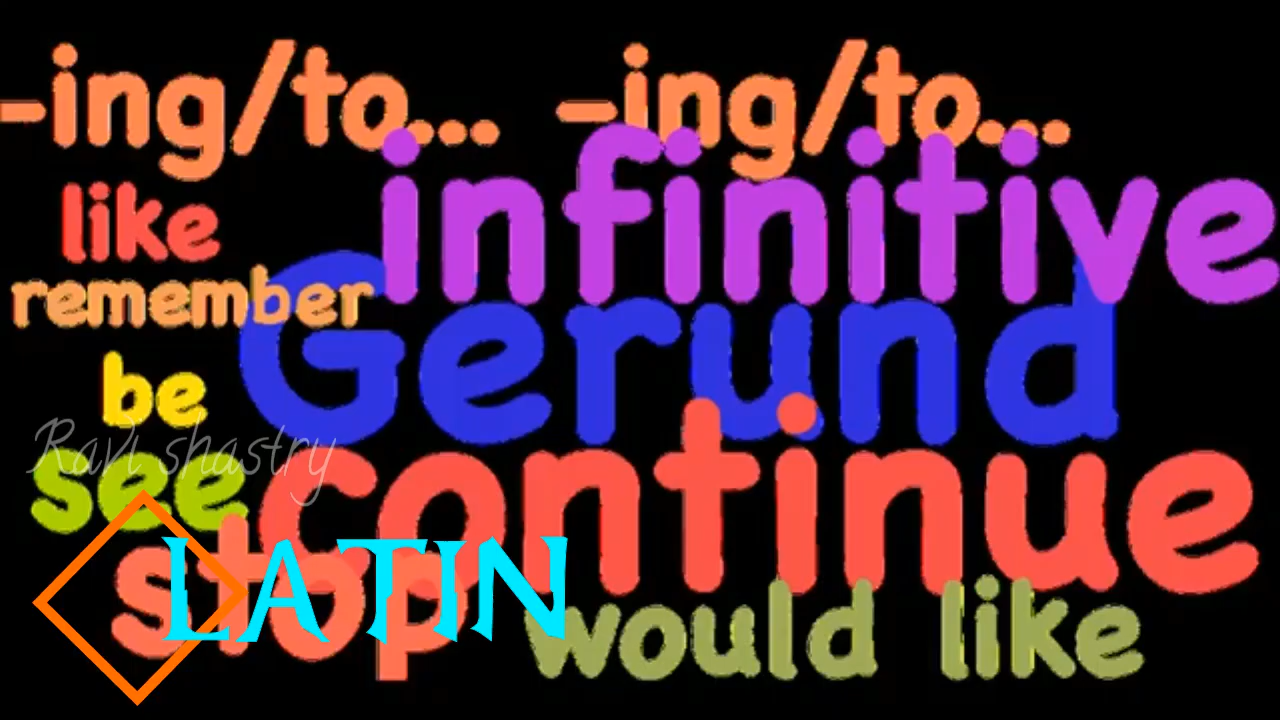 -ing/to... -ing/to...
infinitive
like
remember
Gerund
be
Ravi shastry
see
continue
stop
LATIN
would like